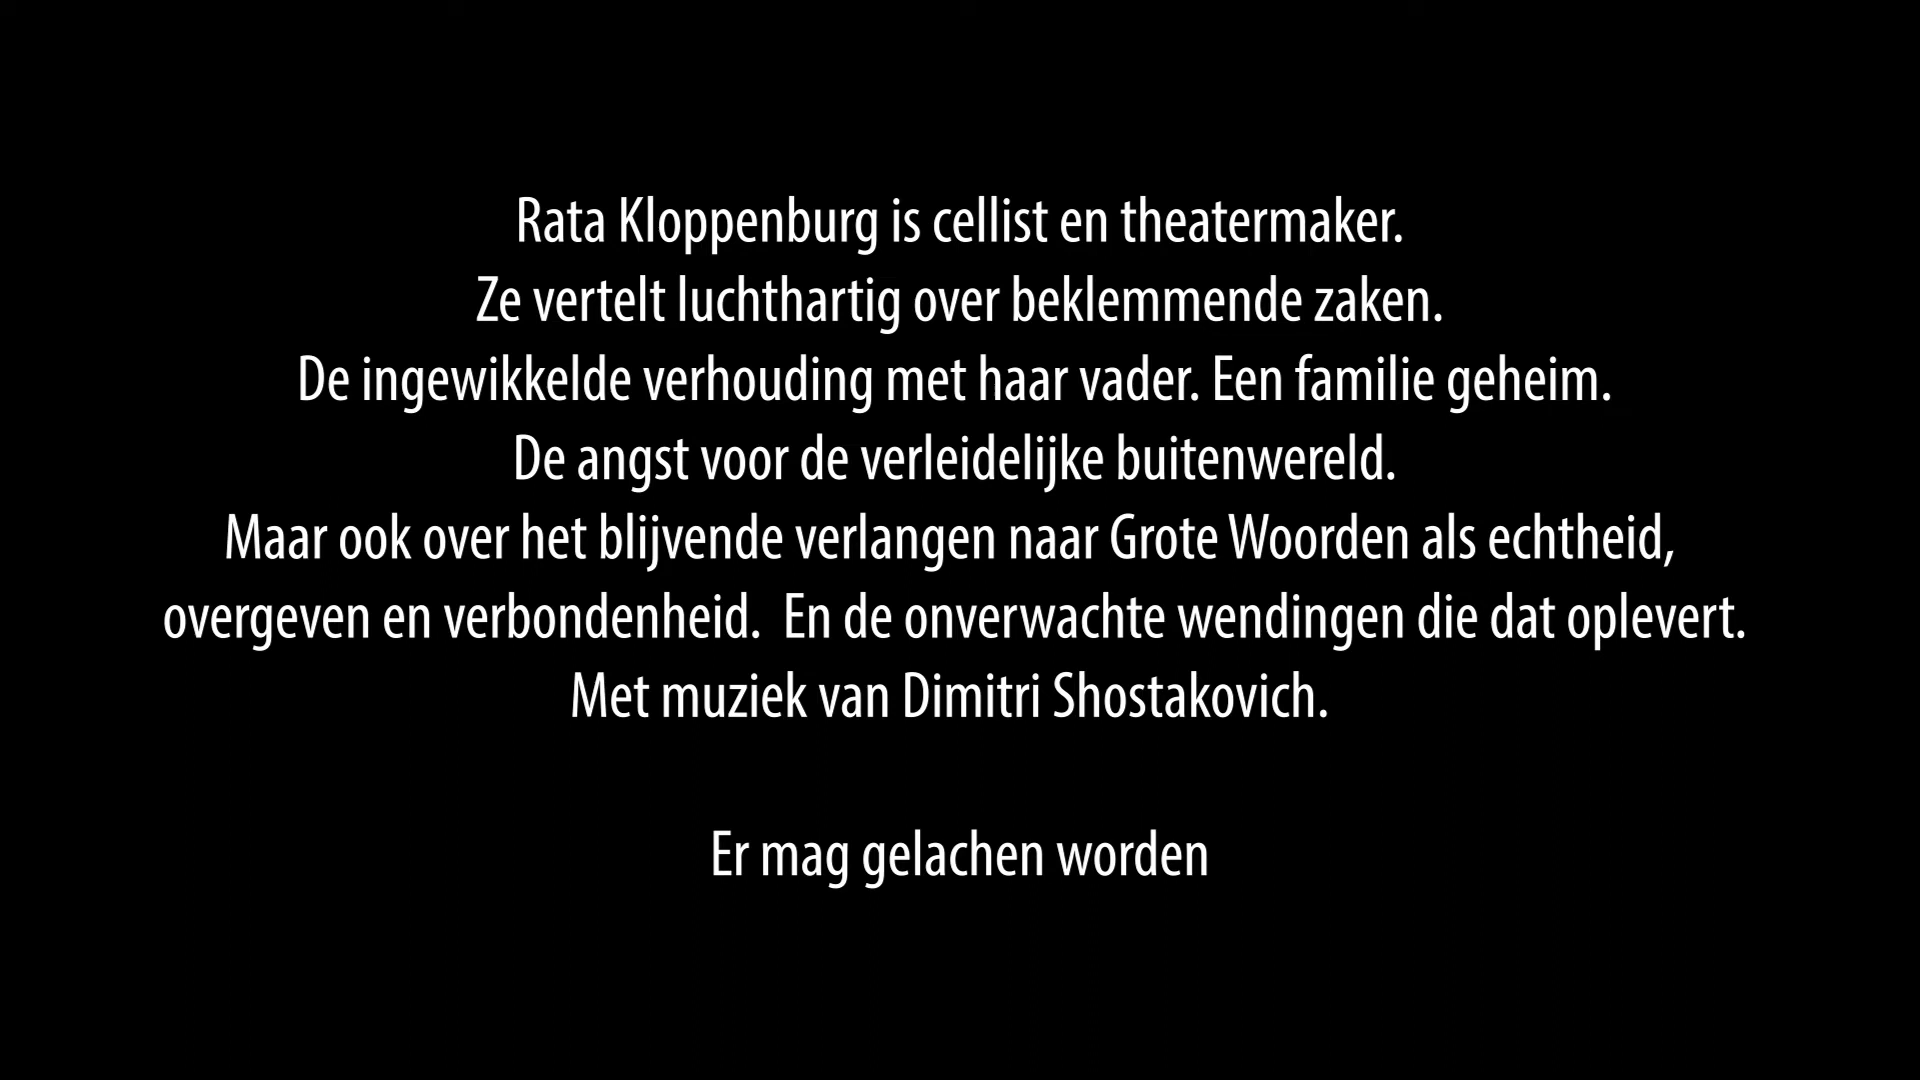 Rata Kloppenburg is cellist en theatermaker.
Ze vertelt luchthartig over beklemmende zaken.
De ingewikkelde verhouding met haar vader. Een familie geheim.
De angst voor de verleidelijke buitenwereld.
Maar ook over het blijvende verlangen naar Grote Woorden als echtheid,
overgeven en verbondenheid.  En de onverwachte wendingen die dat oplevert.
Met muziek van Dimitri Shostakovich.
Er mag gelachen worden